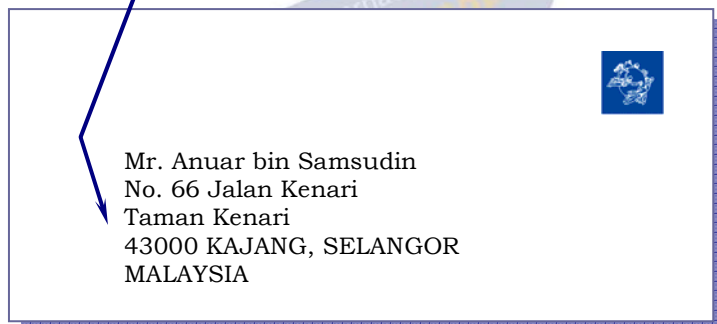 Mr. Anuar bin Samsudin
No. 66 Jalan Kenari
Taman Kenari
43000 KAJANG, SELANGOR
MALAYSIA